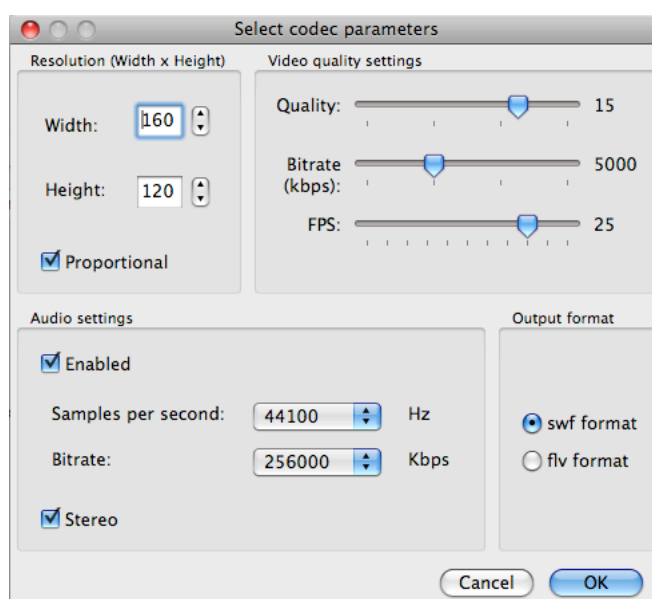 Select codec parameters
Resolution (Width x Height)
Width: 160
Height: 120
Proportional
Video quality settings
Quality: 15
Bitrate (kbps): 5000
FPS: 25
Audio settings
Enabled
Samples per second: 44100 Hz
Bitrate: 256000 Kbps
Stereo
Output format
swf format
flv format
Cancel
OK